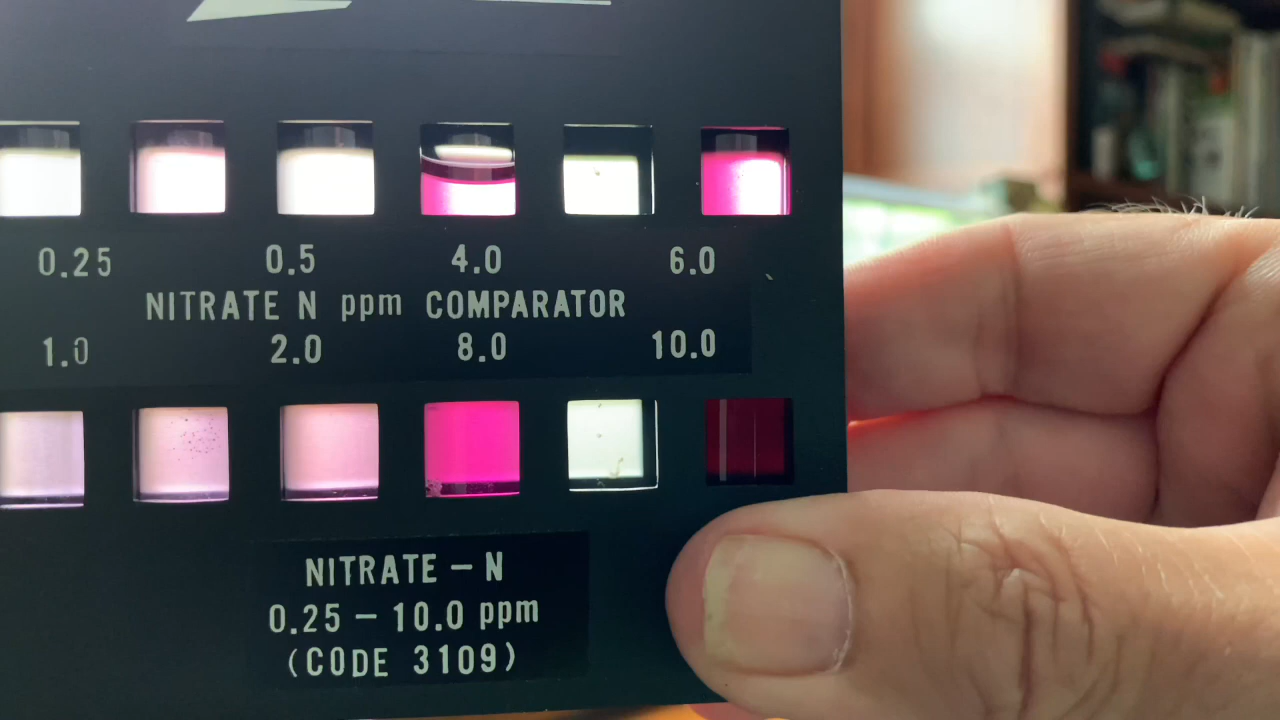 0.25 0.5 4.0 6.0
NITRATE N ppm COMPARATOR
1.0 2.0 8.0 10.0
NITRATE – N
0.25 – 10.0 ppm
(CODE 3109)